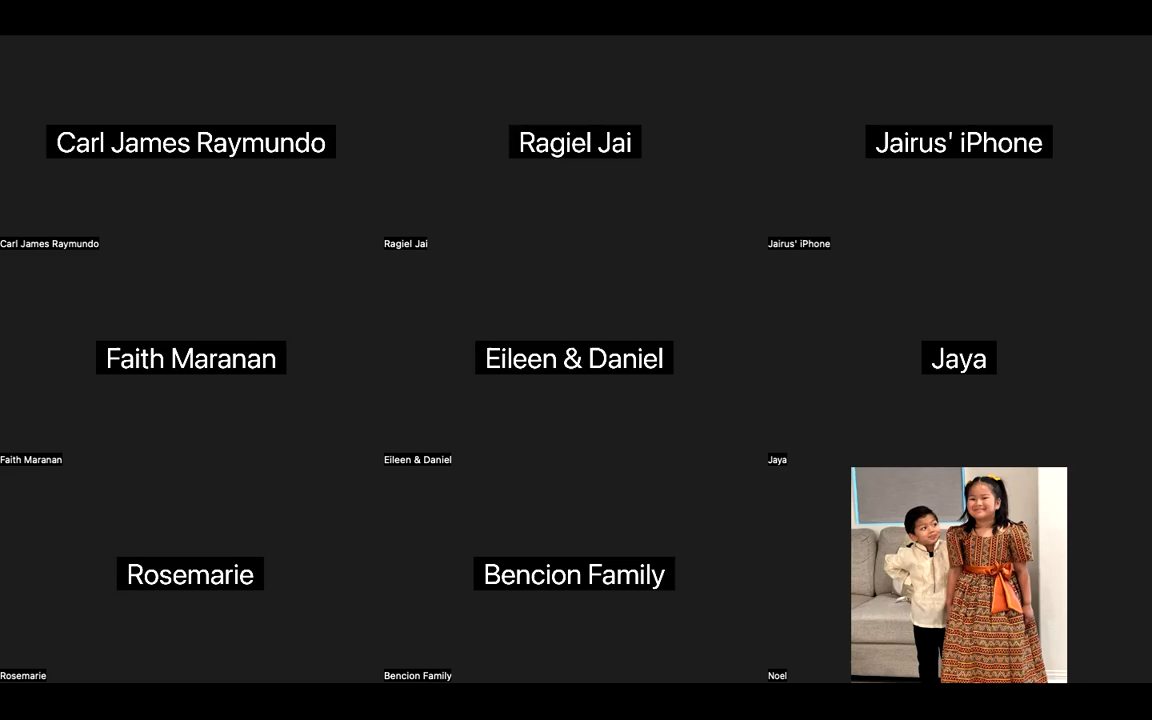 Carl James Raymundo
Ragiel Jai
Jairus' iPhone
Carl James Raymundo
Ragiel Jai
Jairus' iPhone
Faith Maranan
Eileen & Daniel
Jaya
Faith Maranan
Eileen & Daniel
Jaya
Rosemarie
Bencion Family
Rosemarie
Bencion Family
Noel